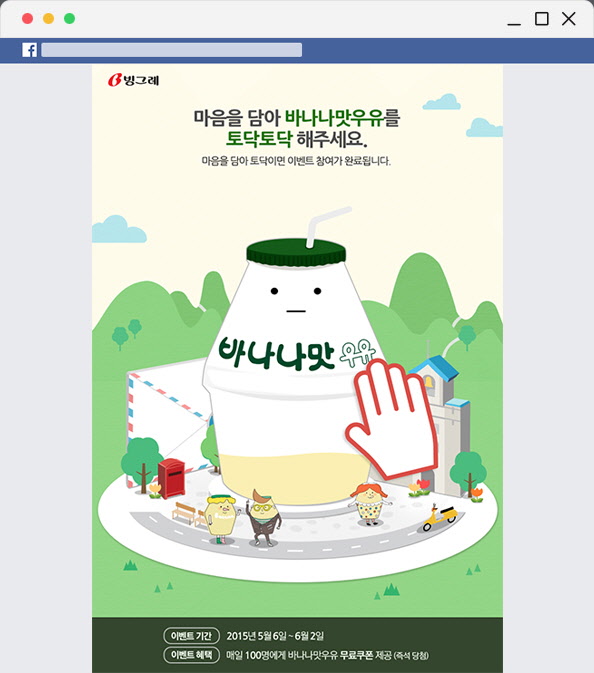 빙그레
마음을 담아 바나나맛우유를
토닥토닥 해주세요.
마음을 담아 토닥이면 이벤트 참여가 완료됩니다.
바나나맛 우유
이벤트 기간 2015년 5월 6일 ~ 6월 2일
이벤트 혜택 매일 100명에게 바나나맛우유 무료쿠폰 제공 (즉석 당첨)